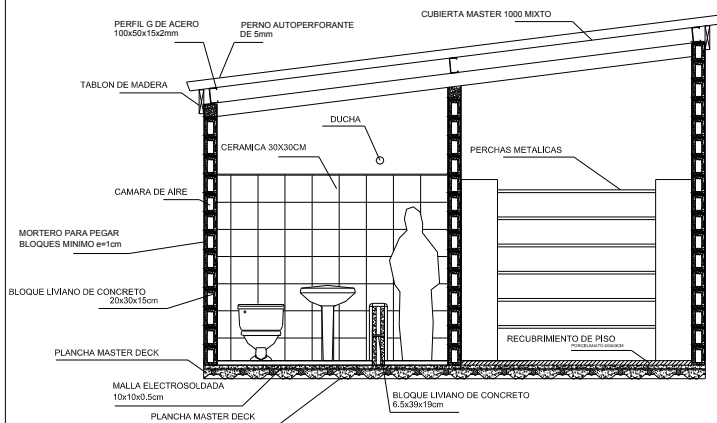 PERFIL G DE ACERO
100x50x15x2mm
PERNO AUTOPERFORANTE
DE 5mm
CUBIERTA MASTER 1000 MIXTO
TABLON DE MADERA
DUCHA
CERAMICA 30X30CM
PERCHAS METALICAS
CAMARA DE AIRE
MORTERO PARA PEGAR
BLOQUES MINIMO e=1cm
BLOQUE LIVIANO DE CONCRETO
20x30x15cm
RECUBRIMIENTO DE PISO
PORCELANATO 60X60CM
PLANCHA MASTER DECK
MALLA ELECTROSOLDADA
10x10x0.5cm
BLOQUE LIVIANO DE CONCRETO
6.5x39x19cm
PLANCHA MASTER DECK